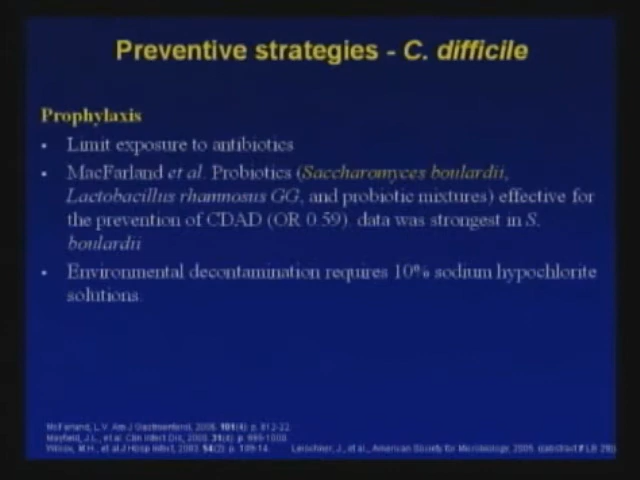 Preventive strategies - C. difficile
Prophylaxis
• Limit exposure to antibiotics
• MacFarland et al. Probiotics (Saccharomyces boulardii,
Lactobacillus rhamnosus GG, and probiotic mixtures) effective for
the prevention of CDAD (OR 0.59). data was strongest in S.
boulardii
• Environmental decontamination requires 10% sodium hypochlorite
solutions.
McFarland, L.V. Am J Gastroenterol, 2006. 101(4): p. 812-22.
Mayfield, J.L., et al. Clin Infect Dis, 2000. 31(4): p. 995-1000.
Wilcox, M.H., et al. J Hosp Infect, 2003. 54(2): p. 109-14.
et al., American Society for Microbiology, 2005. (abstract # LB